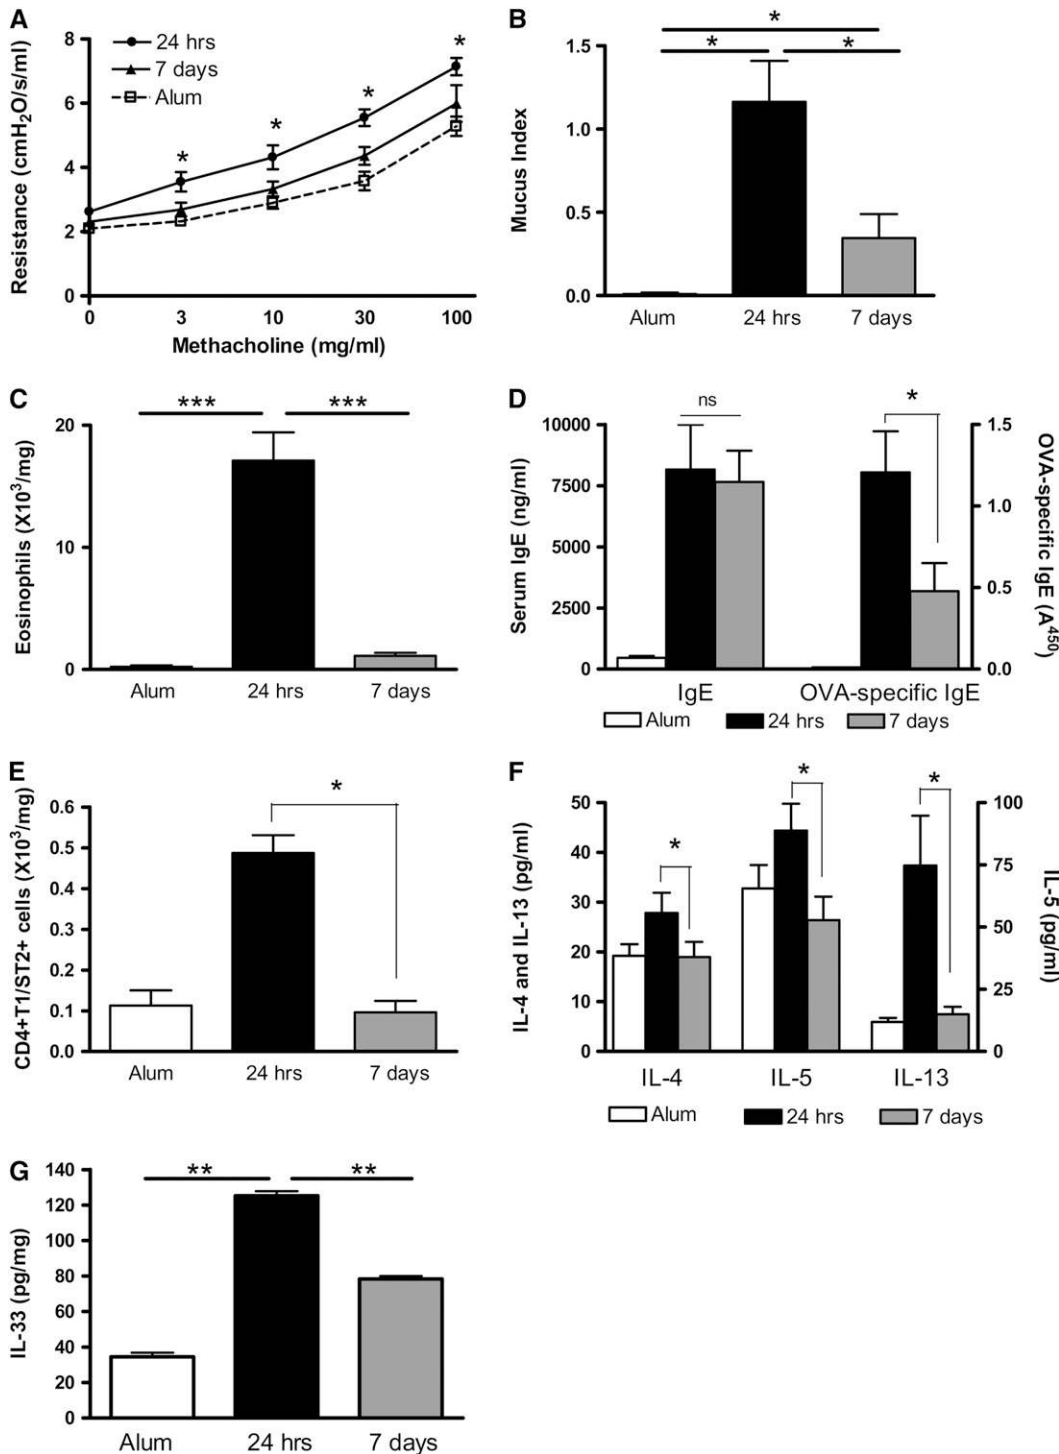 A
24 hrs
7 days
Alum
Resistance (cmH2O/s/ml)
8
6
4
2
0
* * * *
0 3 10 30 100
Methacholine (mg/ml)
B
*
* *
Mucus Index
1.5
1.0
0.5
0.0
Alum 24 hrs 7 days
C
*** ***
Eosinophils (X10³/mg)
20
10
0
Alum 24 hrs 7 days
D
ns *
Serum IgE (ng/ml)
10000
7500
5000
2500
0
OVA-specific IgE (A⁴⁵⁰)
1.5
1.0
0.5
0.0
IgE OVA-specific IgE
Alum 24 hrs 7 days
E
*
CD4+T1/ST2+ cells (X10³/mg)
0.6
0.5
0.4
0.3
0.2
0.1
0.0
Alum 24 hrs 7 days
F
* * *
IL-4 and IL-13 (pg/ml)
50
40
30
20
10
0
IL-5
(pg/ml)
100
75
50
25
0
IL-4 IL-5 IL-13
Alum 24 hrs 7 days
G
** **
IL-33 (pg/mg)
140
120
100
80
60
40
20
0
Alum 24 hrs 7 days